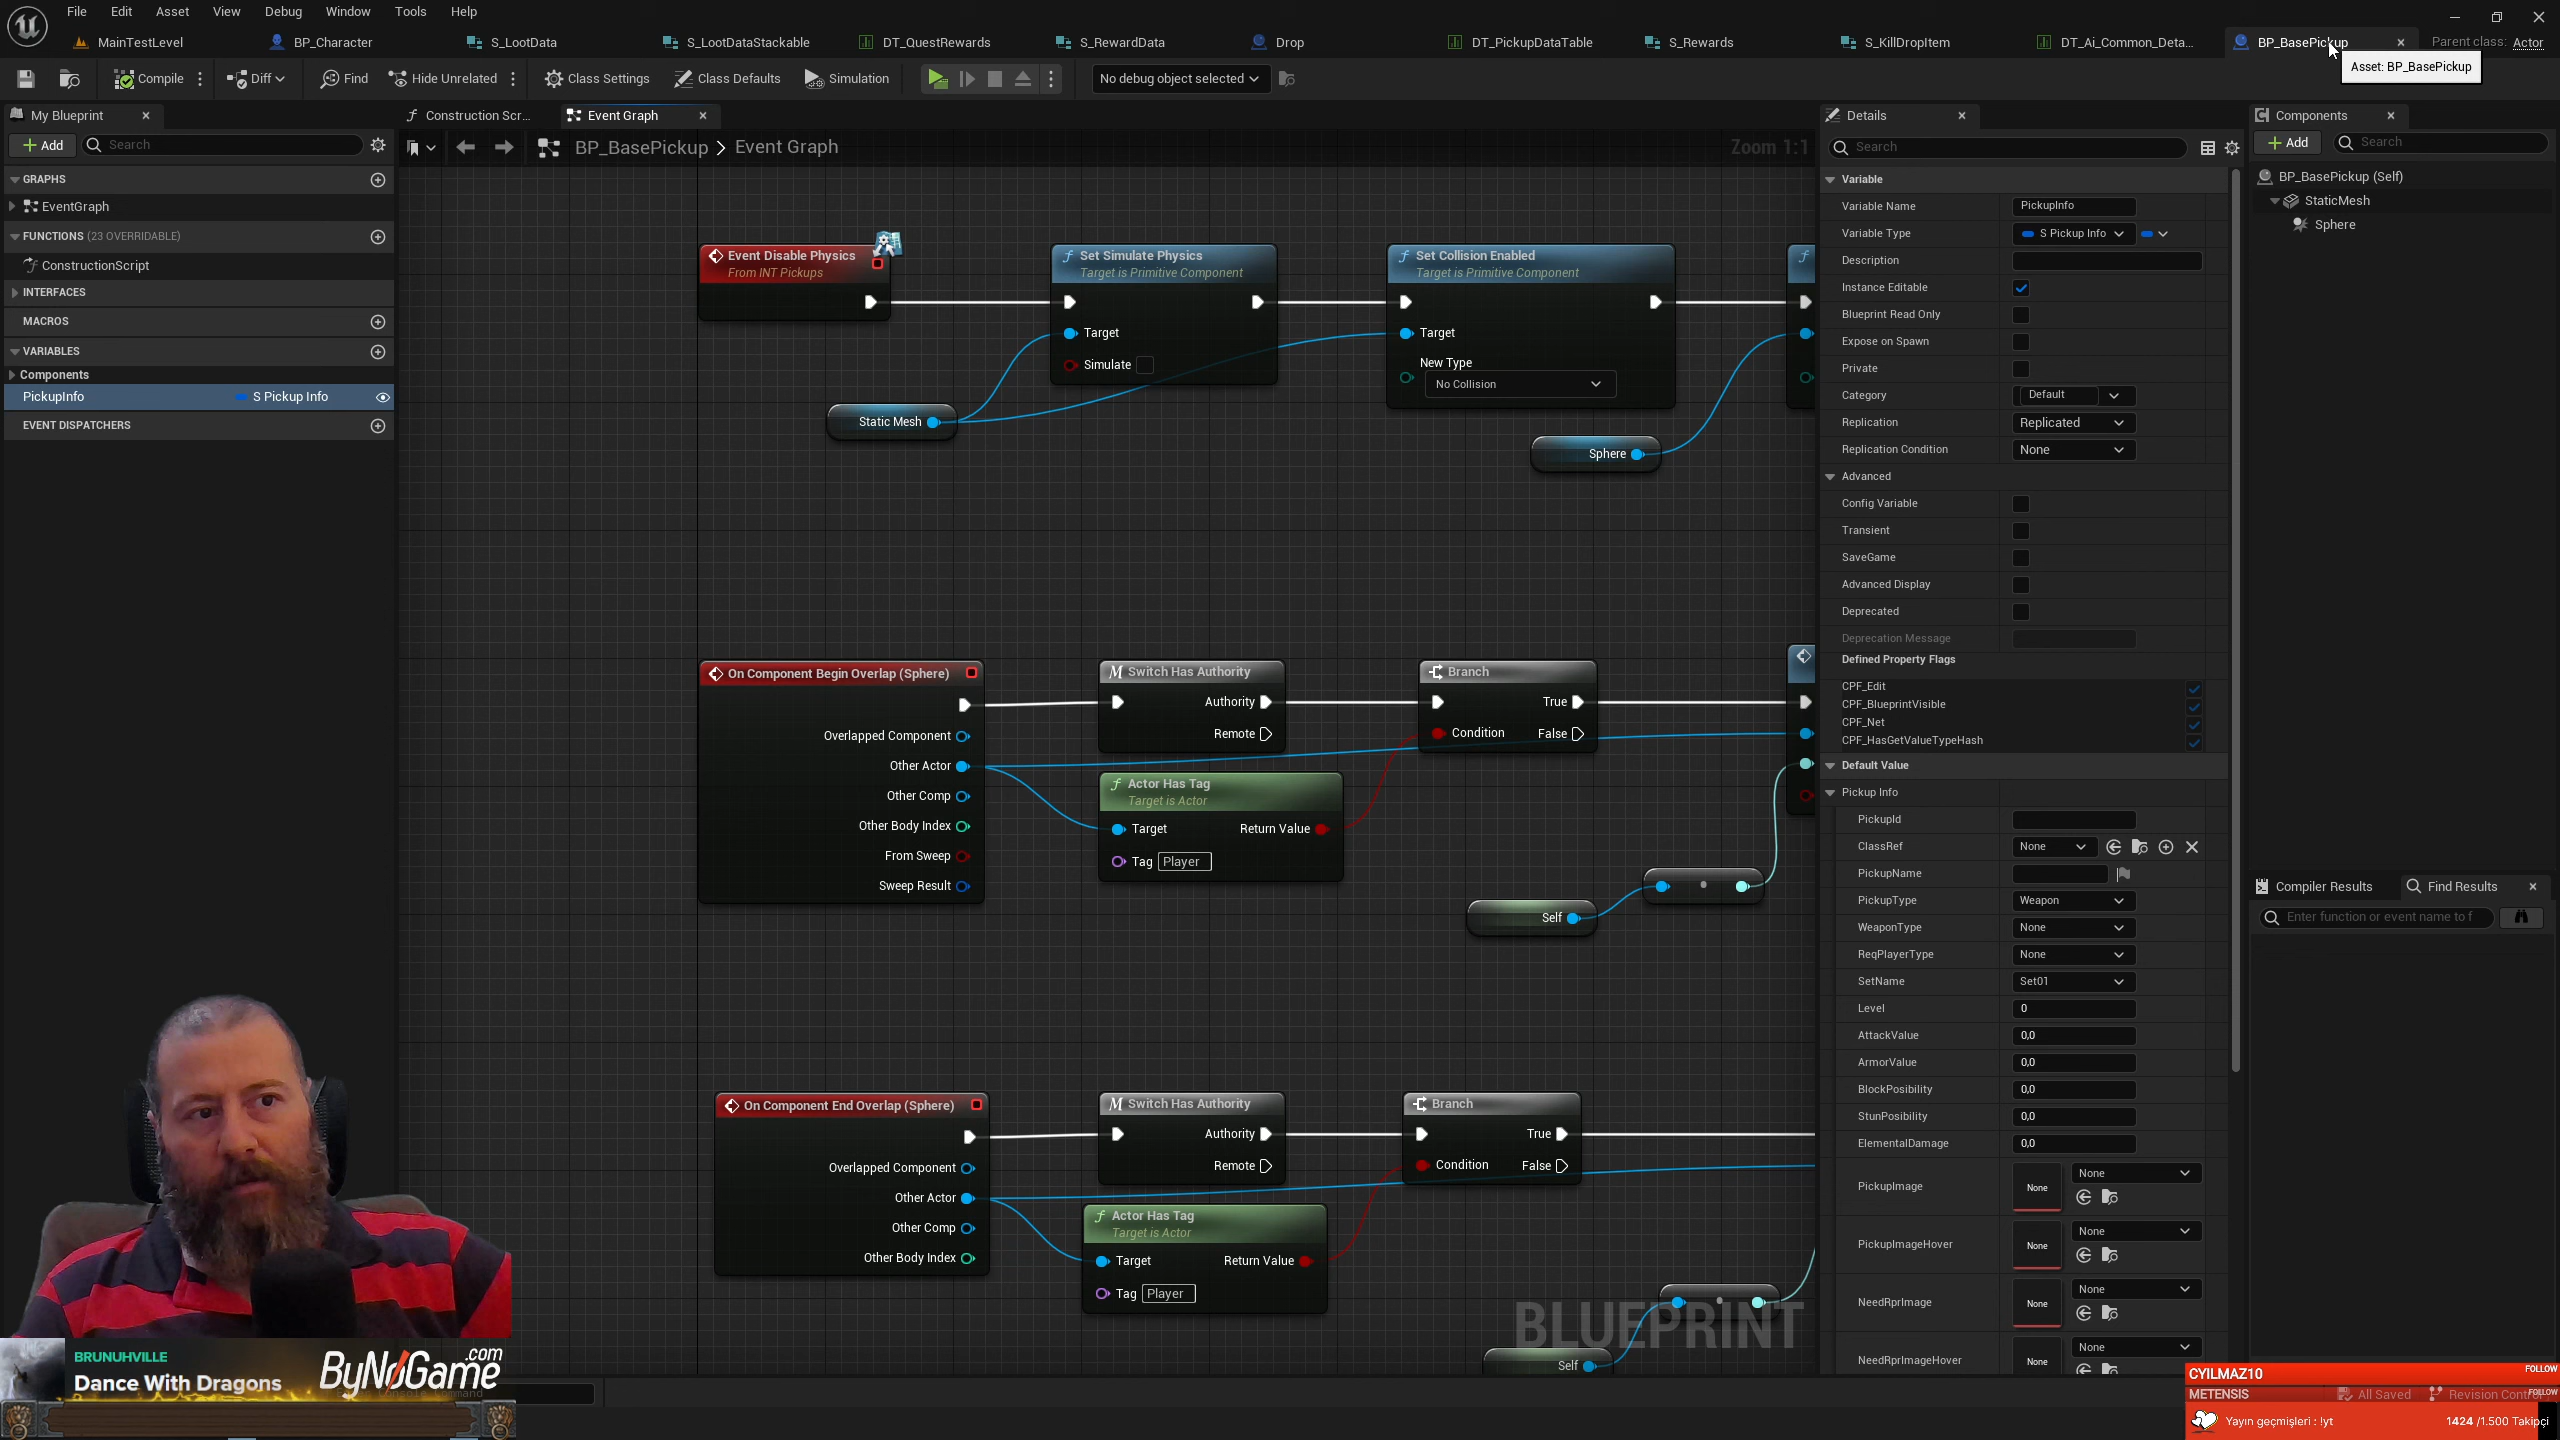 File Edit Asset View Debug Window Tools Help
MainTestLevel BP_Character S_LootData S_LootDataStackable DT_QuestRewards S_RewardData Drop DT_PickupDataTable S_Rewards S_KillDropItem DT_Ai_Common_Deta... BP_BasePickup Parent class: Actor
Asset: BP_BasePickup
Compile Diff Find Hide Unrelated Class Settings Class Defaults Simulation No debug object selected
My Blueprint
Add Search
GRAPHS
EventGraph
FUNCTIONS (23 OVERRIDABLE)
ConstructionScript
INTERFACES
MACROS
VARIABLES
Components
PickupInfo S Pickup Info
EVENT DISPATCHERS
Construction Scr... Event Graph
BP_BasePickup > Event Graph
Zoom 1:1
Event Disable Physics
From INT Pickups
Set Simulate Physics
Target is Primitive Component
Target
Simulate
Set Collision Enabled
Target is Primitive Component
Target
New Type
No Collision
Static Mesh
Sphere
On Component Begin Overlap (Sphere)
Overlapped Component
Other Actor
Other Comp
Other Body Index
From Sweep
Sweep Result
Switch Has Authority
Authority
Remote
Branch
True
Condition False
Actor Has Tag
Target is Actor
Target Return Value
Tag Player
Self
On Component End Overlap (Sphere)
Overlapped Component
Other Actor
Other Comp
Other Body Index
Switch Has Authority
Authority
Remote
Branch
True
Condition False
Actor Has Tag
Target is Actor
Target Return Value
Tag Player
Self
BLUEPRINT
Details
Search
Variable
Variable Name PickupInfo
Variable Type S Pickup Info
Description
Instance Editable
Blueprint Read Only
Expose on Spawn
Private
Category Default
Replication Replicated
Replication Condition None
Advanced
Config Variable
Transient
SaveGame
Advanced Display
Deprecated
Deprecation Message
Defined Property Flags
CPF_Edit
CPF_BlueprintVisible
CPF_Net
CPF_HasGetValueTypeHash
Default Value
Pickup Info
PickupId
ClassRef None
PickupName
PickupType Weapon
WeaponType None
ReqPlayerType None
SetName Set01
Level 0
AttackValue 0,0
ArmorValue 0,0
BlockPosibility 0,0
StunPosibility 0,0
ElementalDamage 0,0
PickupImage None None
PickupImageHover None None
NeedRprImage None None
NeedRprImageHover None None
Components
Add Search
BP_BasePickup (Self)
StaticMesh
Sphere
Compiler Results Find Results
Enter function or event name to f
BRUNUHVILLE
Dance With Dragons
ByNoGame.com
CYILMAZ10 FOLLOW
METENSIS FOLLOW
All Saved Revision Control
Yayın geçmişleri : !yt 1424 /1.500 Takipçi